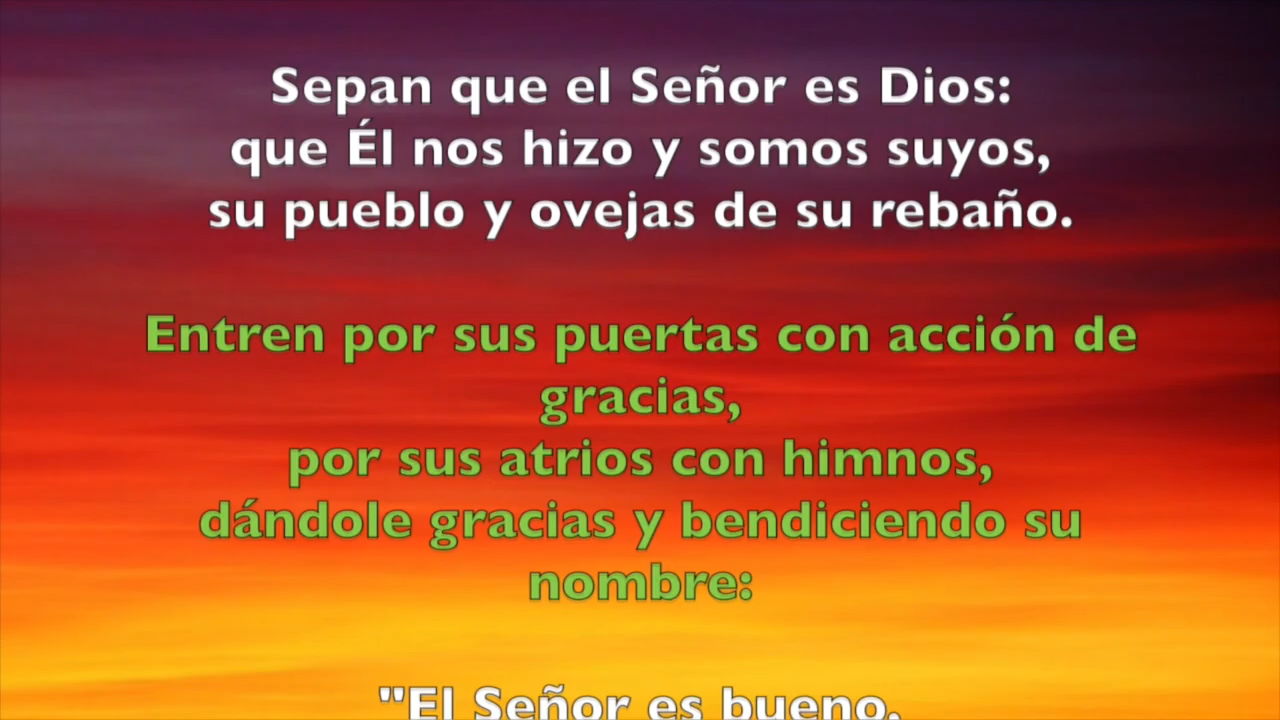 Sepan que el Señor es Dios:
que Él nos hizo y somos suyos,
su pueblo y ovejas de su rebaño.
Entren por sus puertas con acción de
gracias,
por sus atrios con himnos,
dándole gracias y bendiciendo su
nombre:
"El Señor es bueno,